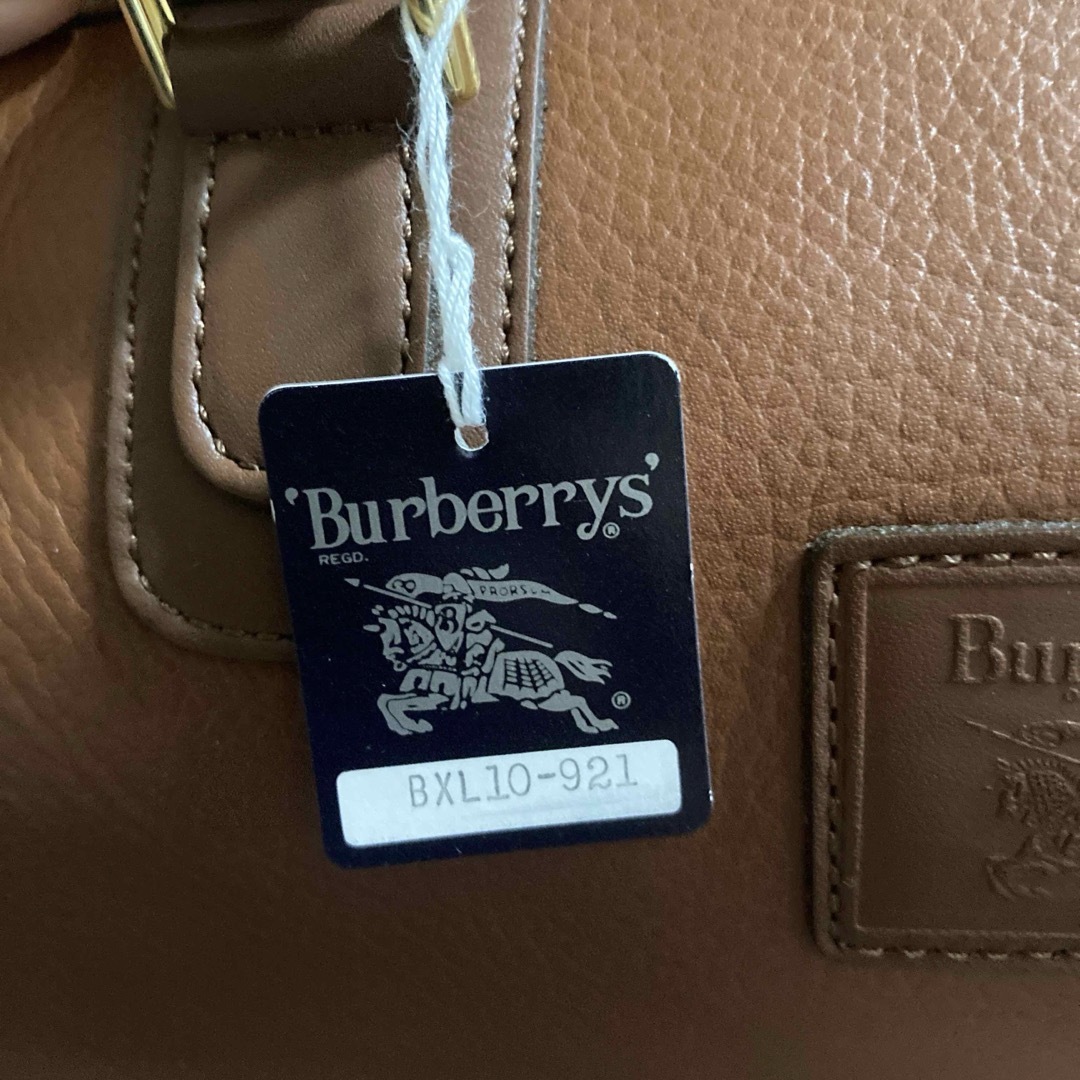 'Burberrys'
®
REGD.
PRORSUM
®
BXL10-921
Bur